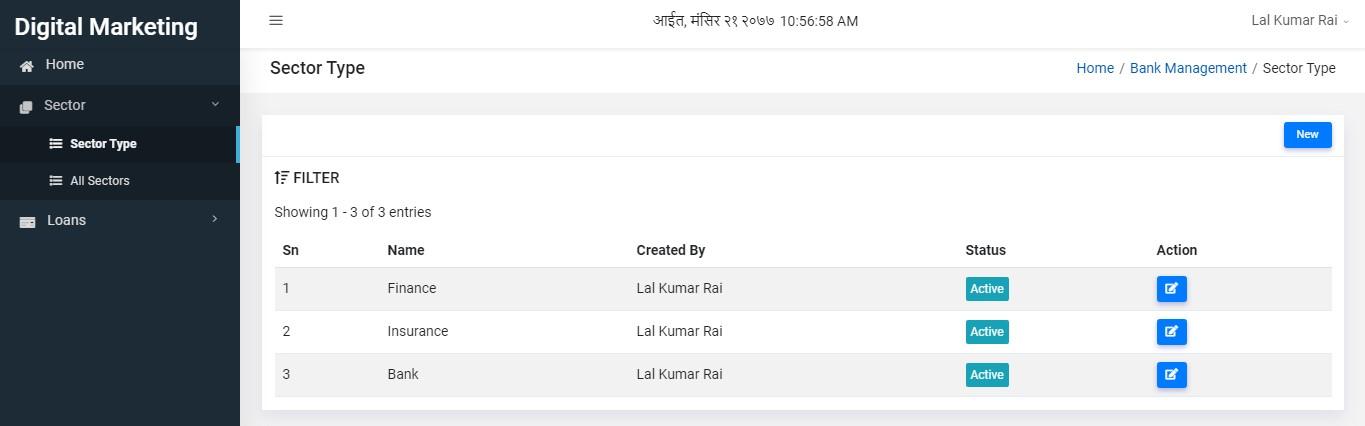 Digital Marketing
आईत, मंसिर २१ २०७७ 10:56:58 AM
Lal Kumar Rai
Home
Sector
Sector Type
All Sectors
Loans
Sector Type
Home / Bank Management / Sector Type
New
FILTER
Showing 1 - 3 of 3 entries
Sn Name Created By Status Action
1 Finance Lal Kumar Rai Active
2 Insurance Lal Kumar Rai Active
3 Bank Lal Kumar Rai Active